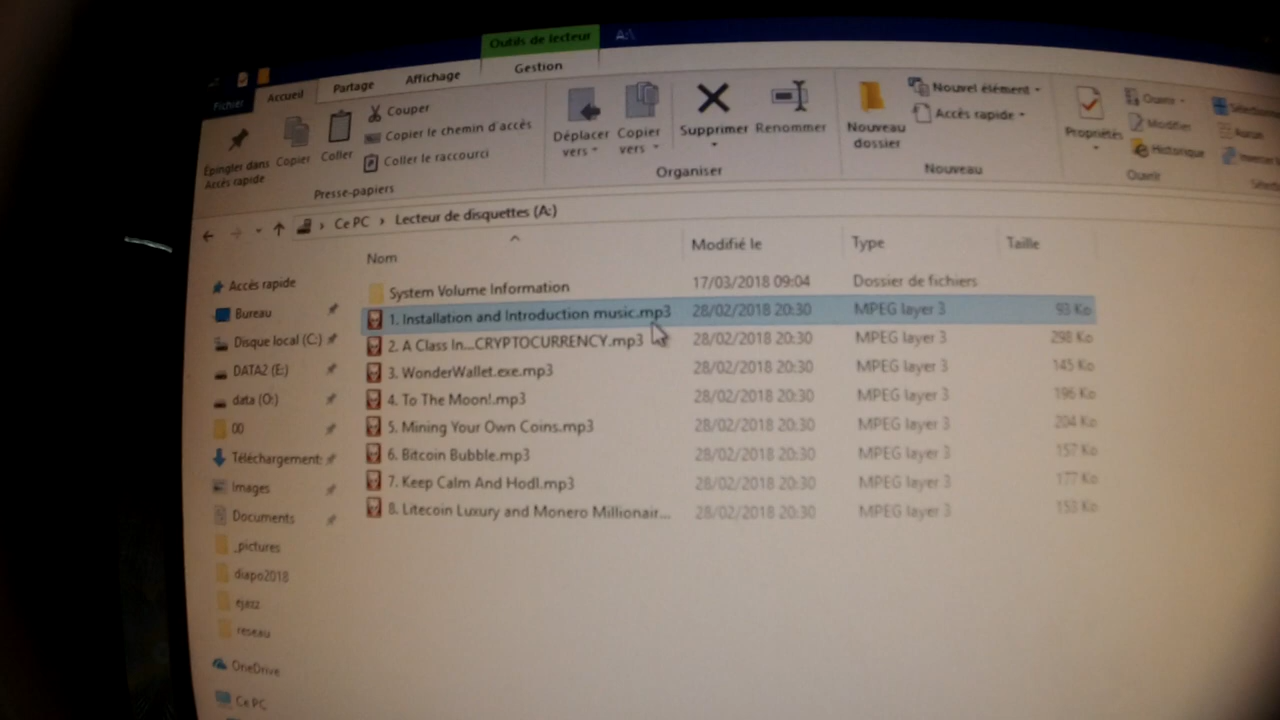 Outils de lecteur A:\
Fichier Accueil Partage Affichage Gestion
Épingler dans Accès rapide
Copier
Coller
Couper
Copier le chemin d'accès
Coller le raccourci
Presse-papiers
Déplacer vers
Copier vers
Supprimer
Renommer
Organiser
Nouveau dossier
Nouvel élément
Accès rapide
Nouveau
Propriétés
Ouvrir
Modifier
Historique
Ouvrir
Aucun
Ce PC > Lecteur de disquettes (A:)
Nom Modifié le Type Taille
System Volume Information 17/03/2018 09:04 Dossier de fichiers
1. Installation and Introduction music.mp3 28/02/2018 20:30 MPEG layer 3 93 Ko
2. A Class In...CRYPTOCURRENCY.mp3 28/02/2018 20:30 MPEG layer 3 298 Ko
3. WonderWallet.exe.mp3 28/02/2018 20:30 MPEG layer 3 145 Ko
4. To The Moon!.mp3 28/02/2018 20:30 MPEG layer 3 196 Ko
5. Mining Your Own Coins.mp3 28/02/2018 20:30 MPEG layer 3 204 Ko
6. Bitcoin Bubble.mp3 28/02/2018 20:30 MPEG layer 3 157 Ko
7. Keep Calm And Hodl.mp3 28/02/2018 20:30 MPEG layer 3 177 Ko
8. Litecoin Luxury and Monero Millionair... 28/02/2018 20:30 MPEG layer 3 153 Ko
Accès rapide
Bureau
Disque local (C:)
DATA2 (E:)
data (O:)
00
Téléchargement
Images
Documents
_pictures
diapo2018
reseau
OneDrive
Ce PC